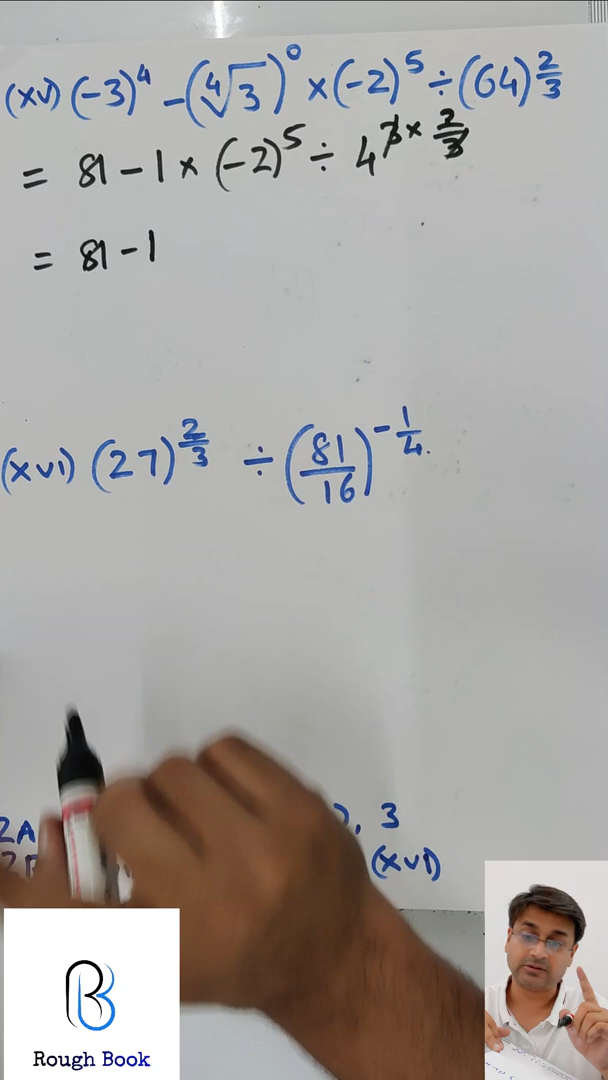 (xv) (-3)^4 - (∜3)^0 × (-2)^5 ÷ (64)^(2/3)
= 81 - 1 × (-2)^5 ÷ 4^(3 × 2/3)
= 81 - 1
(xvi) (27)^(2/3) ÷ (81/16)^(-1/4).
2A , 3
(xvi)
Rough Book